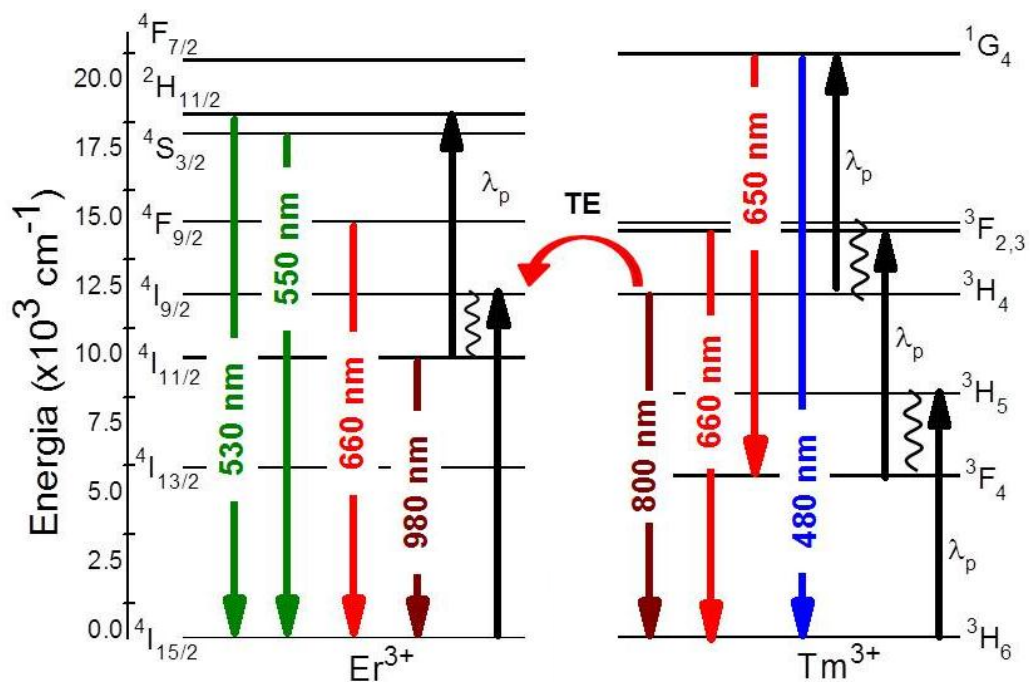 Energia (x10³ cm⁻¹)
20.0
17.5
15.0
12.5
10.0
7.5
5.0
2.5
0.0
⁴F₇/₂
²H₁₁/₂
⁴S₃/₂
⁴F₉/₂
⁴I₉/₂
⁴I₁₁/₂
⁴I₁₃/₂
⁴I₁₅/₂
530 nm
550 nm
660 nm
980 nm
λp
Er³⁺
TE
800 nm
660 nm
650 nm
480 nm
λp
λp
λp
¹G₄
³F₂,₃
³H₄
³H₅
³F₄
³H₆
Tm³⁺